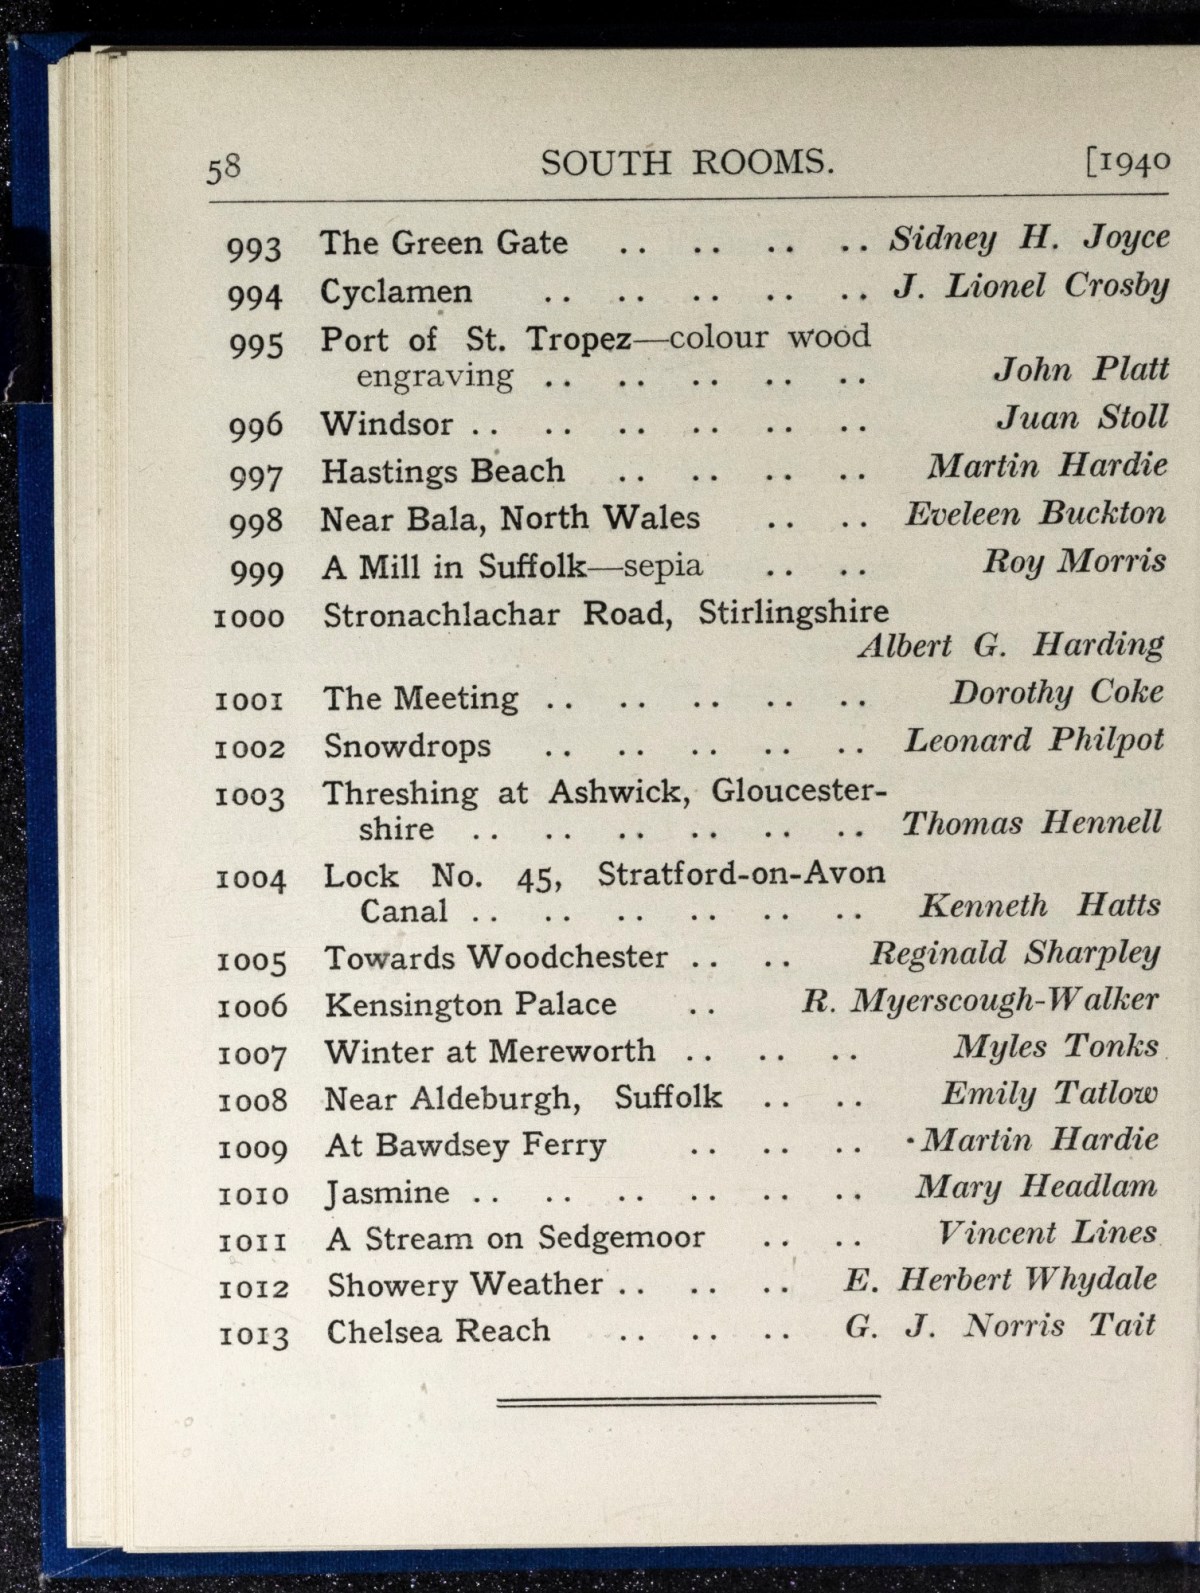 58 SOUTH ROOMS. [1940
993 The Green Gate .. .. .. .. Sidney H. Joyce
994 Cyclamen .. .. .. .. .. J. Lionel Crosby
995 Port of St. Tropez—colour wood
engraving .. .. .. .. .. John Platt
996 Windsor .. .. .. .. .. .. Juan Stoll
997 Hastings Beach .. .. .. .. Martin Hardie
998 Near Bala, North Wales .. .. Eveleen Buckton
999 A Mill in Suffolk—sepia .. .. Roy Morris
1000 Stronachlachar Road, Stirlingshire
Albert G. Harding
1001 The Meeting .. .. .. .. .. Dorothy Coke
1002 Snowdrops .. .. .. .. .. Leonard Philpot
1003 Threshing at Ashwick, Gloucester-
shire .. .. .. .. .. .. Thomas Hennell
1004 Lock No. 45, Stratford-on-Avon
Canal .. .. .. .. .. .. Kenneth Hatts
1005 Towards Woodchester .. .. Reginald Sharpley
1006 Kensington Palace .. R. Myerscough-Walker
1007 Winter at Mereworth .. .. .. Myles Tonks
1008 Near Aldeburgh, Suffolk .. .. Emily Tatlow
1009 At Bawdsey Ferry .. .. .. Martin Hardie
1010 Jasmine .. .. .. .. .. .. Mary Headlam
1011 A Stream on Sedgemoor .. .. Vincent Lines
1012 Showery Weather .. .. .. E. Herbert Whydale
1013 Chelsea Reach .. .. .. G. J. Norris Tait